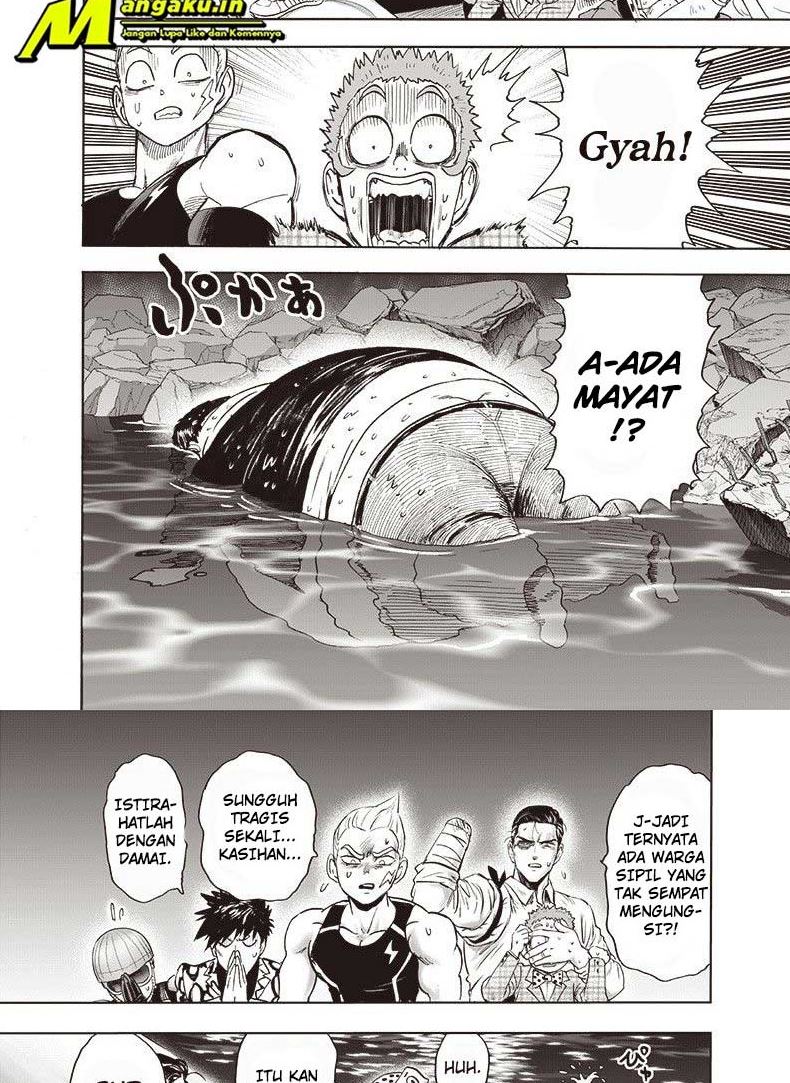 Mangaku.in
Jangan Lupa Like dan Komennya
Gyah!
ぷかぁ
A-ADA
MAYAT
!?
J-JADI
TERNYATA
ADA WARGA
SIPIL YANG
TAK SEMPAT
MENGUNG-
SI?!
SUNGGUH
TRAGIS
SEKALI...
KASIHAN...
ISTIRA-
HATLAH
DENGAN
DAMAI.
HUH.
ITU KAN